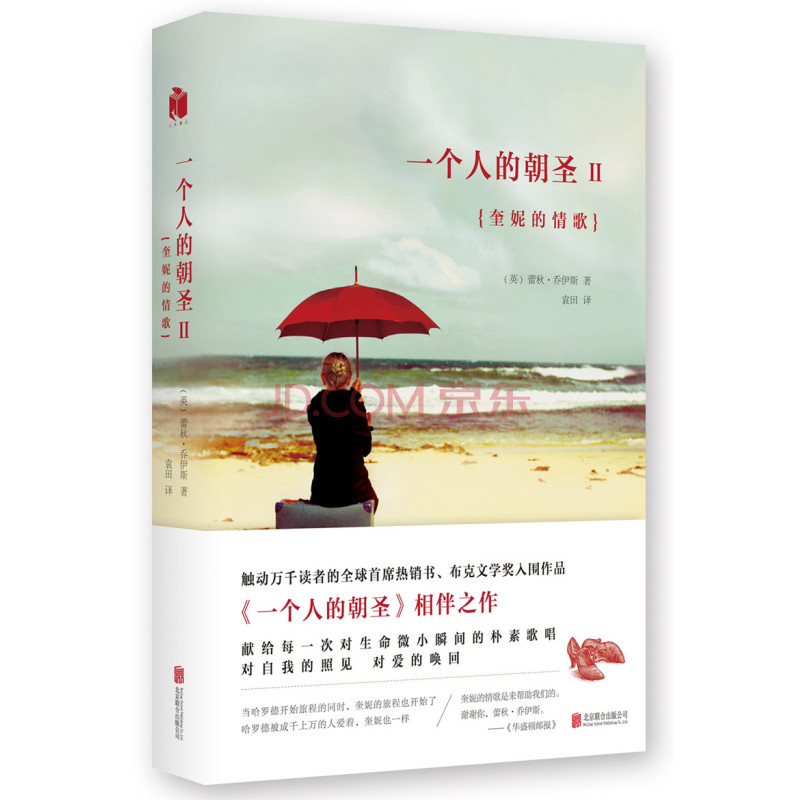 一个人的朝圣 II
{奎妮的情歌}
（英）蕾秋·乔伊斯 著
袁田 译
一个人的朝圣 II
{奎妮的情歌}
（英）蕾秋·乔伊斯 著
袁田 译
JD.COM 京东
触动万千读者的全球首席热销书、布克文学奖入围作品
《一个人的朝圣》相伴之作
献给每一次对生命微小瞬间的朴素歌唱
对自我的照见 对爱的唤回
当哈罗德开始旅程的同时，奎妮的旅程也开始了
哈罗德被成千上万的人爱着，奎妮也一样
奎妮的情歌是来帮助我们的。
谢谢你，蕾秋·乔伊斯。
——《华盛顿邮报》
北京联合出版公司
北京联合出版公司